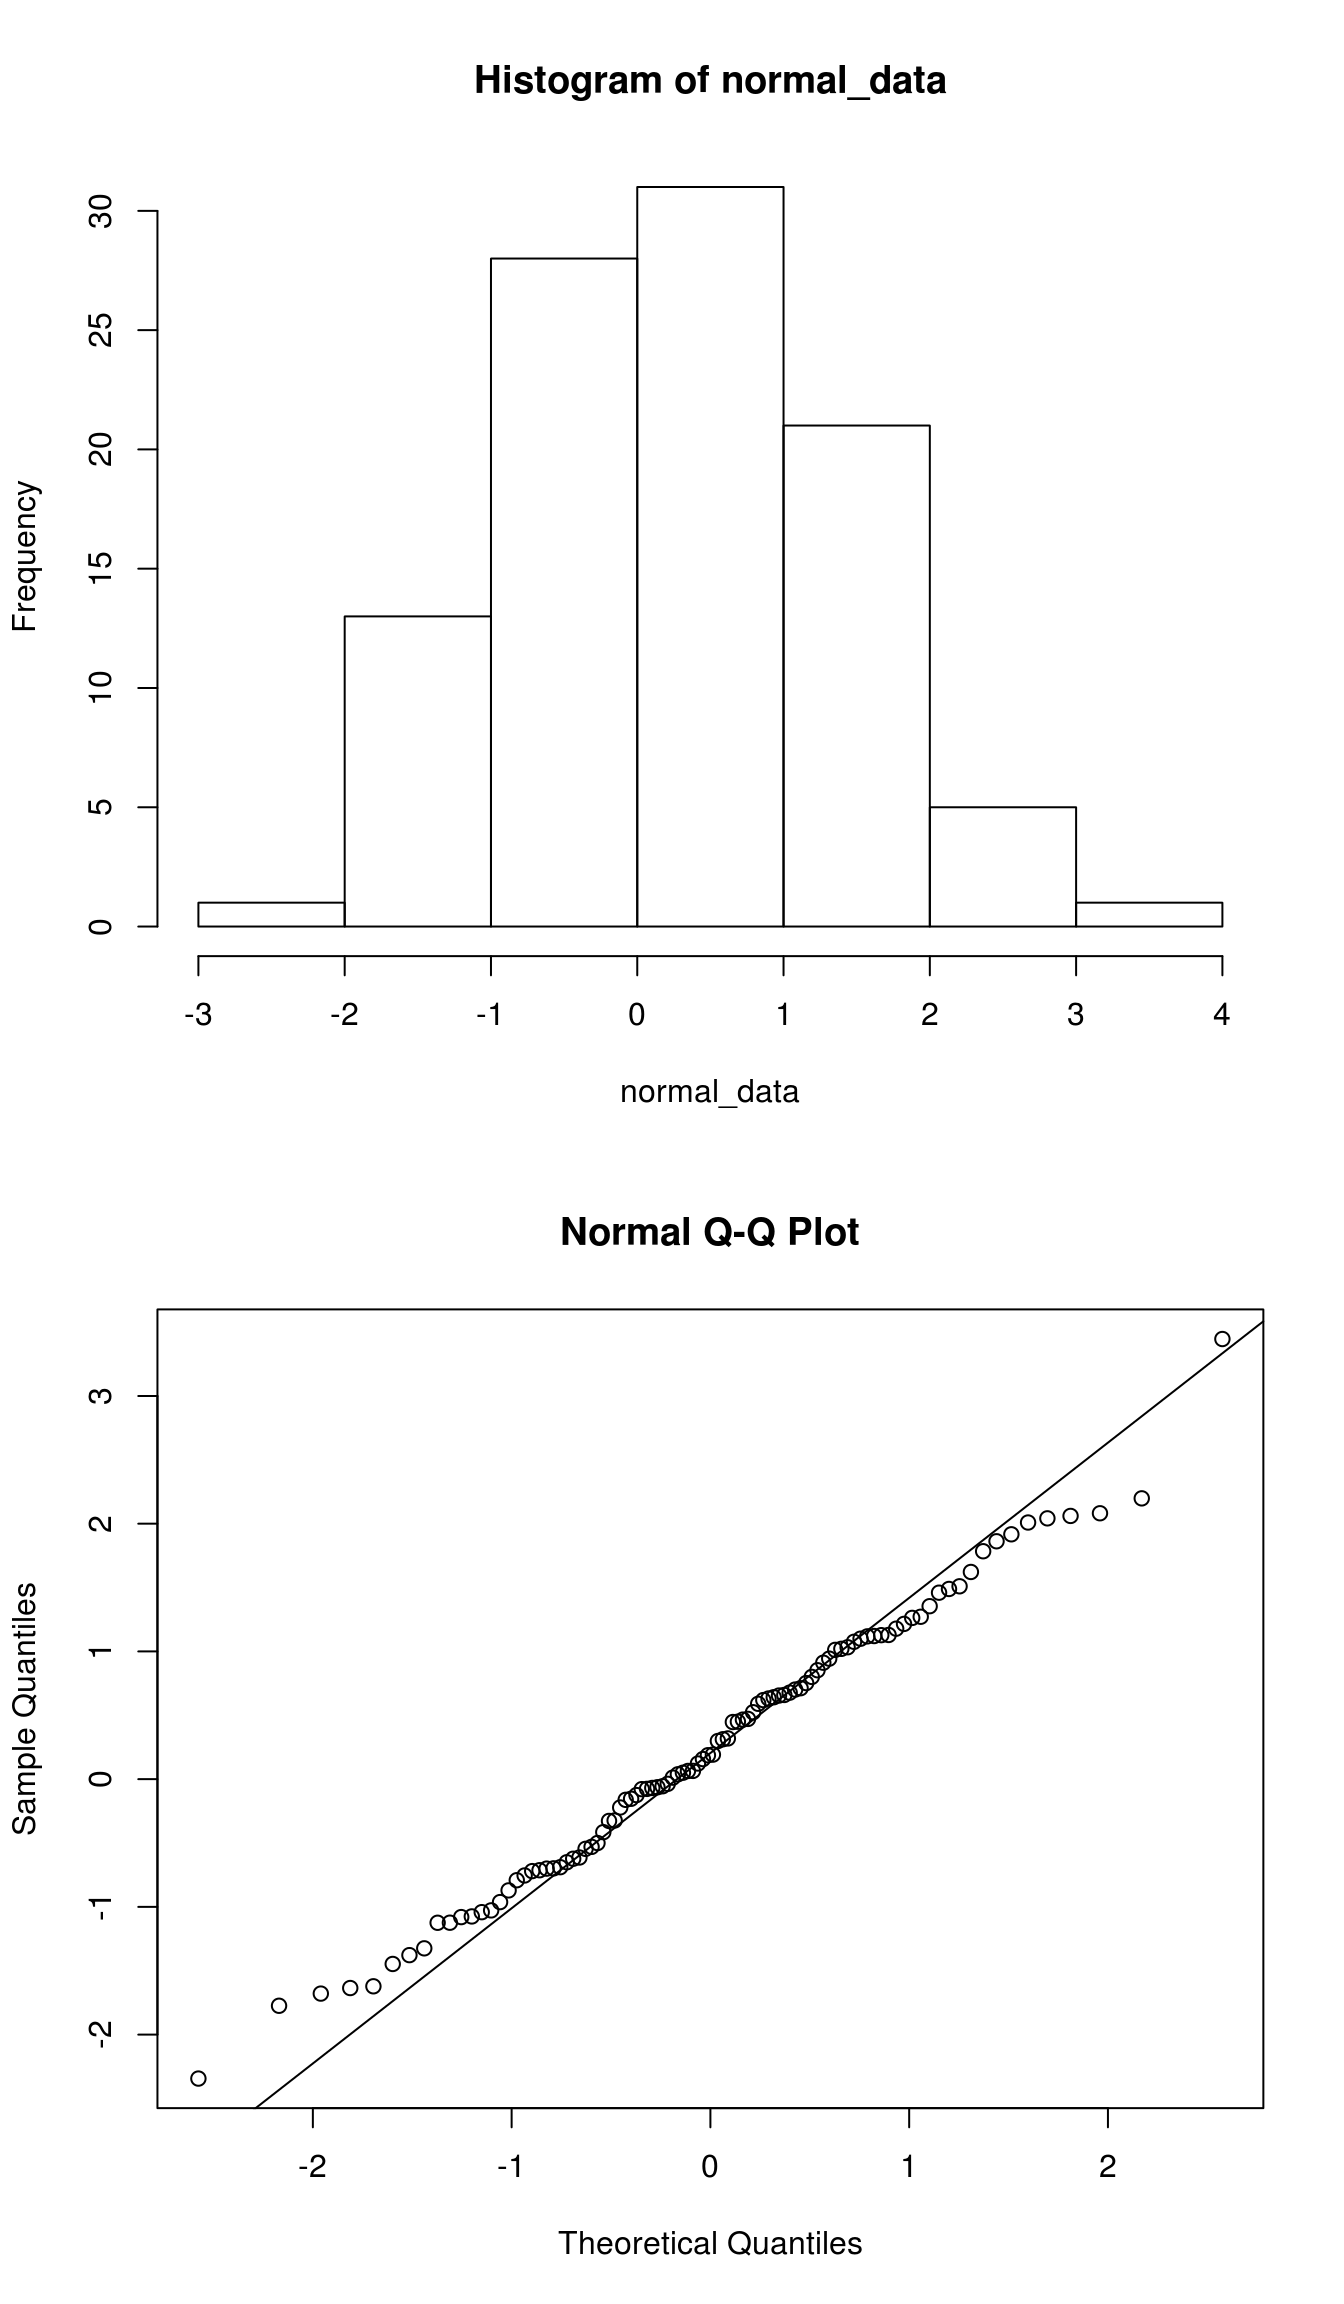 Histogram of normal_data
Frequency
30
25
20
15
10
5
0
-3 -2 -1 0 1 2 3 4
normal_data
Normal Q-Q Plot
Sample Quantiles
3
2
1
0
-1
-2
-2 -1 0 1 2
Theoretical Quantiles